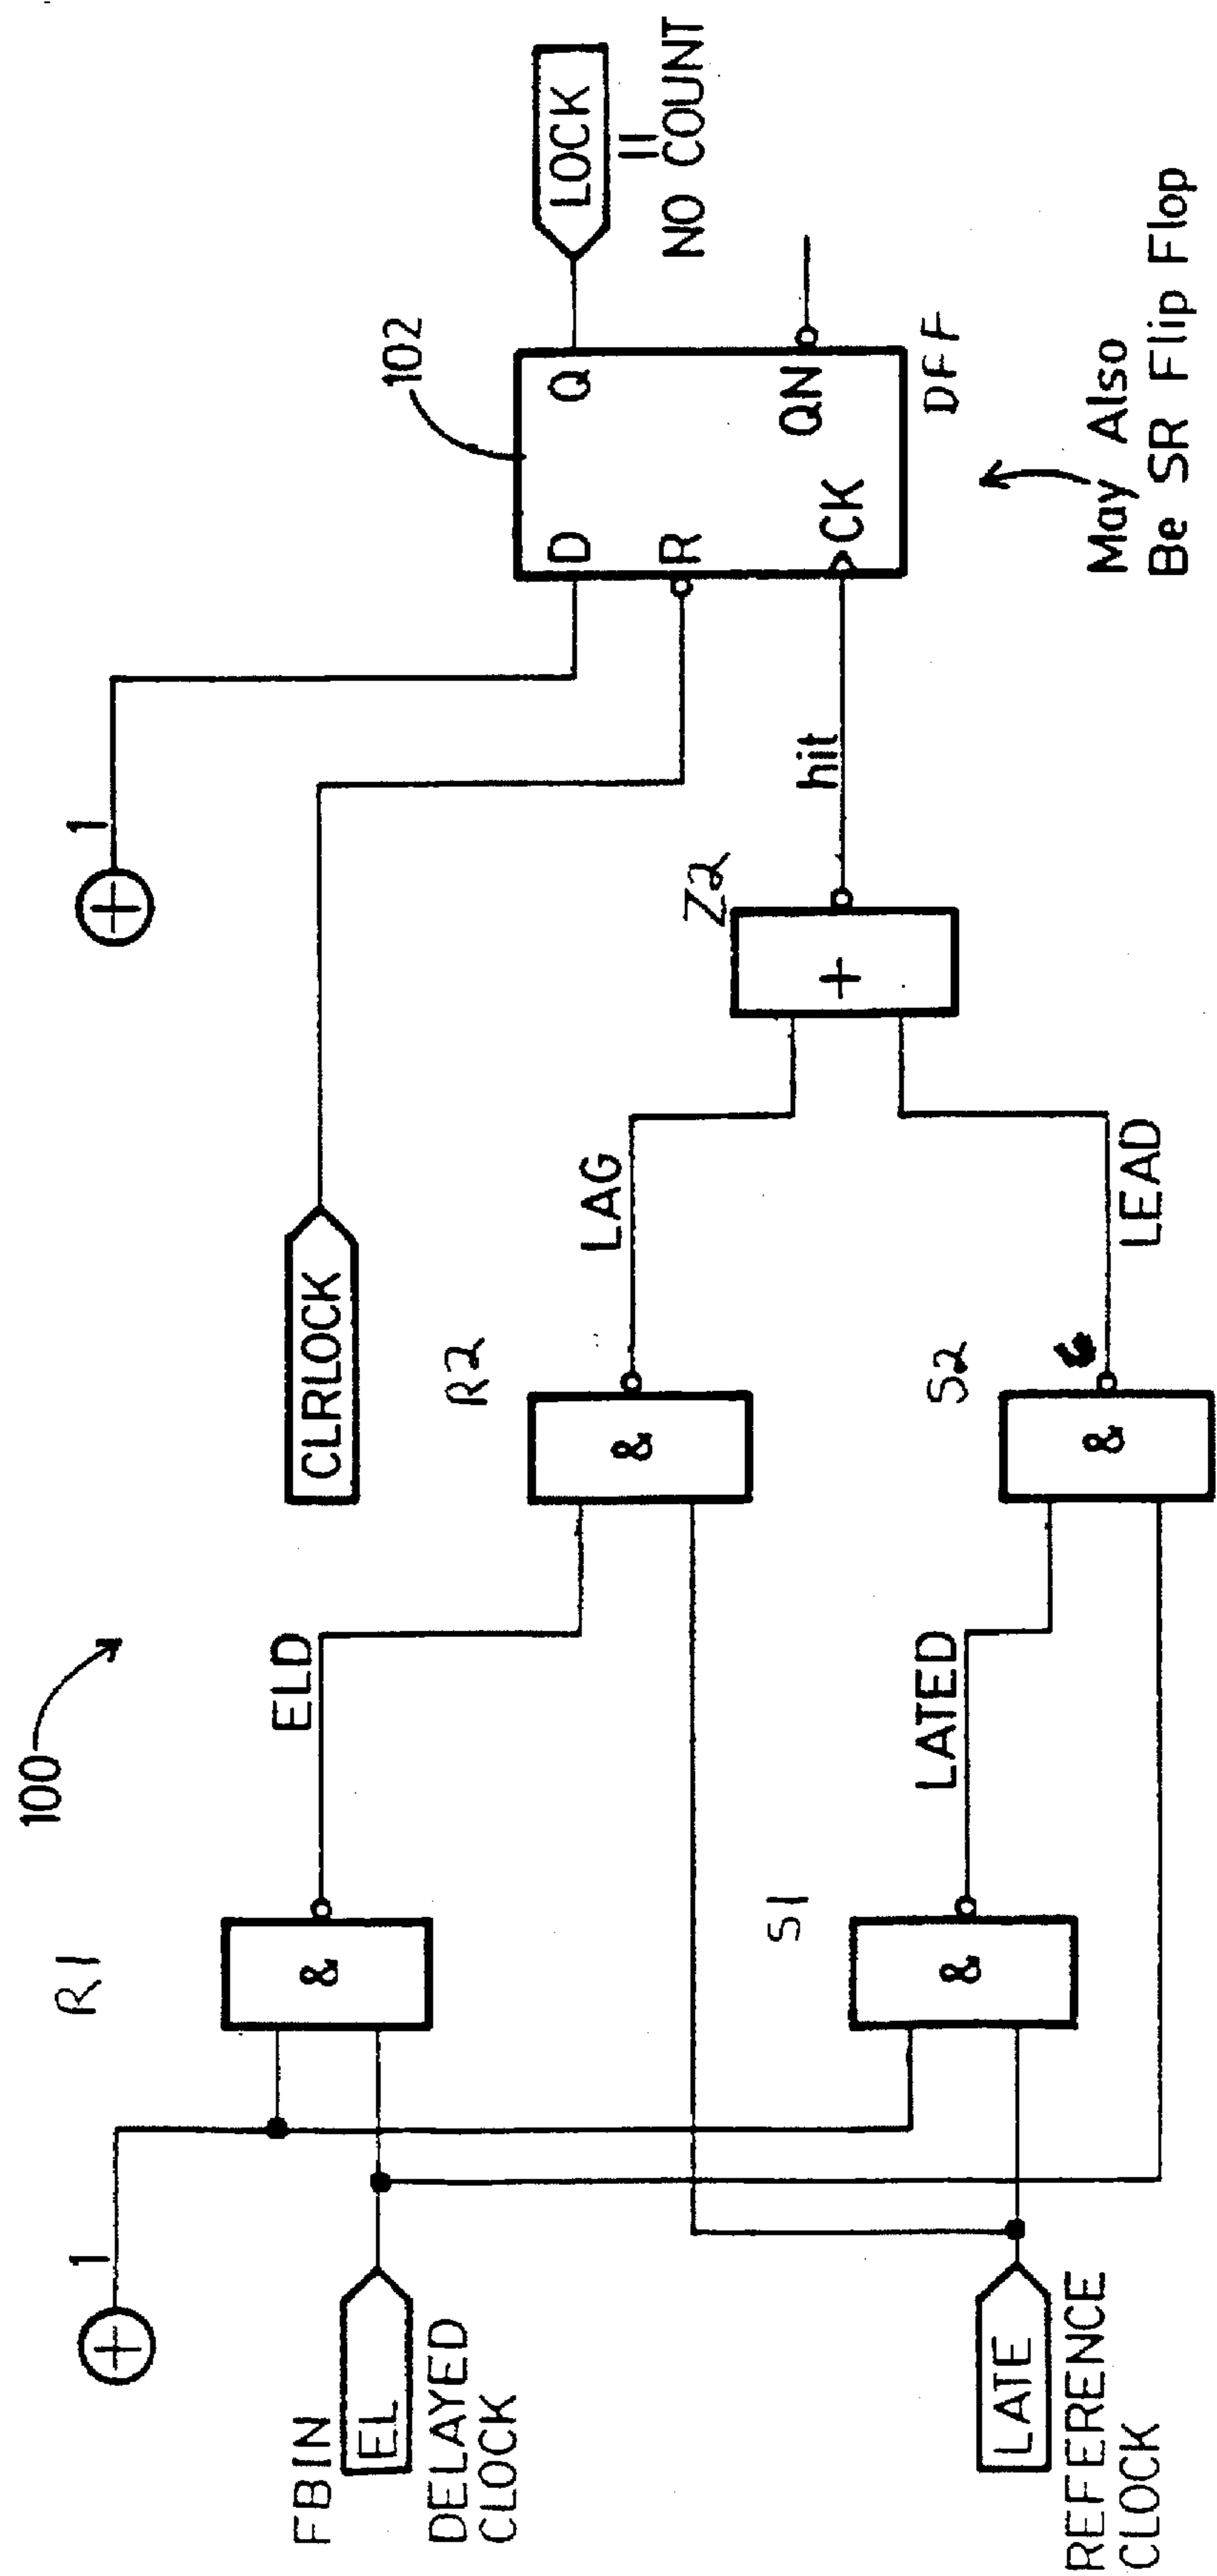 100
1
R1
&
ELD
FBIN
EL
DELAYED
CLOCK
S1
&
LATED
LATE
REFERENCE
CLOCK
CLRLOCK
R2
&
LAG
S2
&
LEAD
Z2
+
hit
1
102
D
Q
R
CK
QN
DFF
LOCK
=
NO COUNT
May Also
Be SR Flip Flop